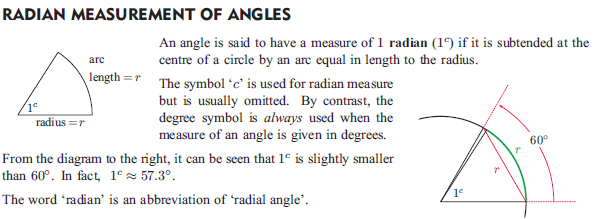 RADIAN MEASUREMENT OF ANGLES
An angle is said to have a measure of 1 radian (1ᶜ) if it is subtended at the
centre of a circle by an arc equal in length to the radius.
arc
length = r
1ᶜ
radius = r
The symbol ‘c’ is used for radian measure
but is usually omitted. By contrast, the
degree symbol is always used when the
measure of an angle is given in degrees.
From the diagram to the right, it can be seen that 1ᶜ is slightly smaller
than 60°. In fact, 1ᶜ ≈ 57.3°.
The word ‘radian’ is an abbreviation of ‘radial angle’.
60°
r
r
1ᶜ